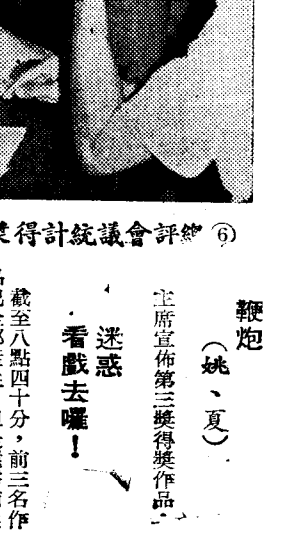 ⑥總評會議統計得
鞭炮
（姚、夏）
主席宣佈第三獎得獎作品：
迷惑
看戲去囉！
截至八點四十分，前三名作